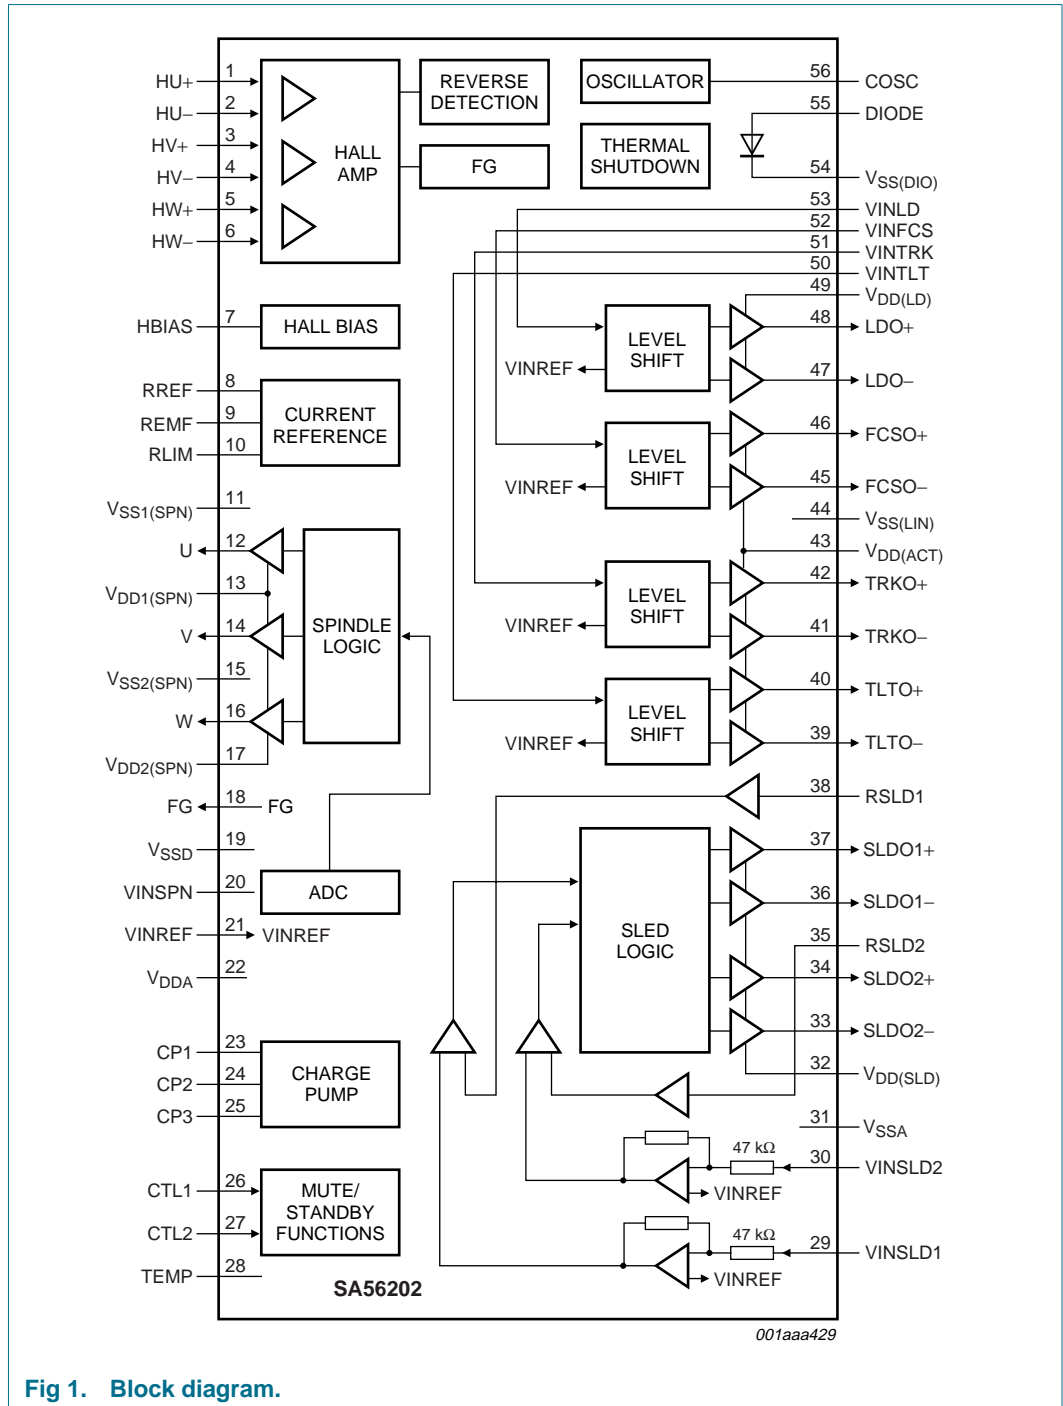 HU+ 1
HU− 2
HV+ 3
HV− 4
HW+ 5
HW− 6
HALL
AMP
REVERSE
DETECTION
FG
OSCILLATOR
THERMAL
SHUTDOWN
56 COSC
55 DIODE
54 VSS(DIO)
53 VINLD
52 VINFCS
51 VINTRK
50 VINTLT
49 VDD(LD)
HBIAS 7
HALL BIAS
RREF 8
REMF 9
RLIM 10
CURRENT
REFERENCE
LEVEL
SHIFT
VINREF
48 LDO+
47 LDO−
LEVEL
SHIFT
VINREF
46 FCSO+
45 FCSO−
44 VSS(LIN)
43 VDD(ACT)
LEVEL
SHIFT
VINREF
42 TRKO+
41 TRKO−
LEVEL
SHIFT
VINREF
40 TLTO+
39 TLTO−
VSS1(SPN) 11
U 12
VDD1(SPN) 13
V 14
VSS2(SPN) 15
W 16
VDD2(SPN) 17
SPINDLE
LOGIC
FG 18 FG
VSSD 19
VINSPN 20
ADC
VINREF 21 VINREF
VDDA 22
38 RSLD1
SLED
LOGIC
37 SLDO1+
36 SLDO1−
35 RSLD2
34 SLDO2+
33 SLDO2−
32 VDD(SLD)
31 VSSA
CP1 23
CP2 24
CP3 25
CHARGE
PUMP
47 kΩ 30 VINSLD2
VINREF
47 kΩ 29 VINSLD1
VINREF
CTL1 26
CTL2 27
MUTE/
STANDBY
FUNCTIONS
TEMP 28
SA56202
001aaa429
Fig 1. Block diagram.